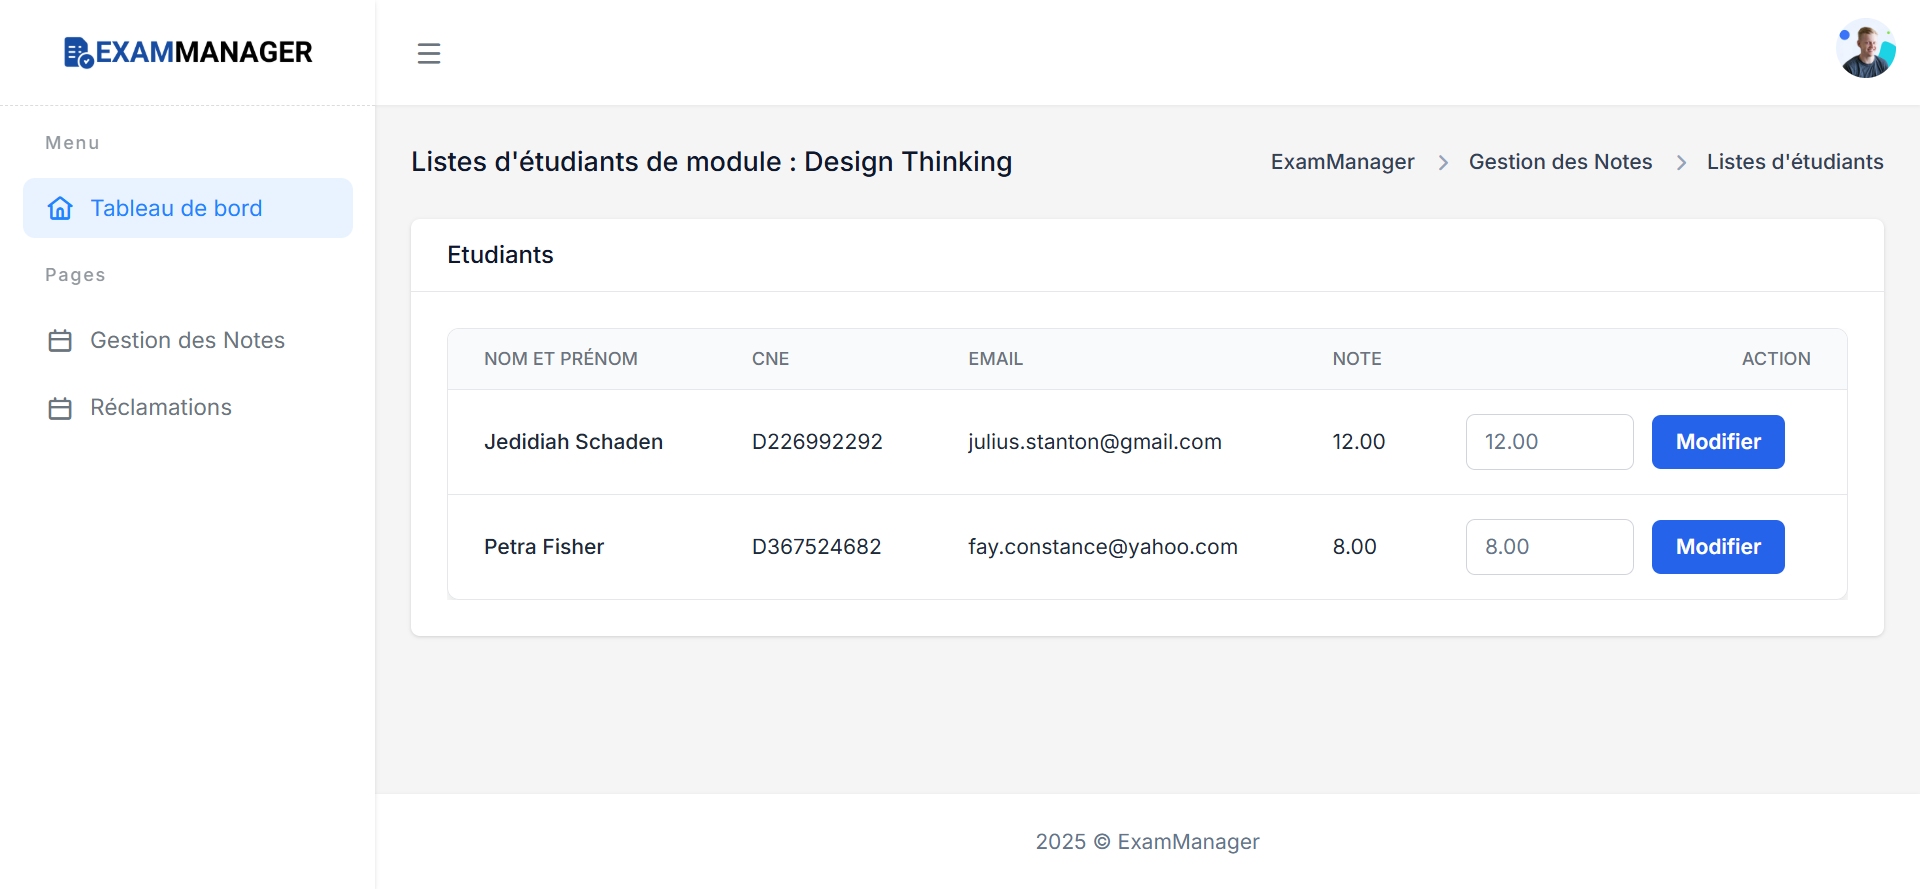 EXAMMANAGER
Menu
Tableau de bord
Pages
Gestion des Notes
Réclamations
Listes d'étudiants de module : Design Thinking
ExamManager > Gestion des Notes > Listes d'étudiants
Etudiants
NOM ET PRÉNOM CNE EMAIL NOTE ACTION
Jedidiah Schaden D226992292 julius.stanton@gmail.com 12.00 12.00 Modifier
Petra Fisher D367524682 fay.constance@yahoo.com 8.00 8.00 Modifier
2025 © ExamManager